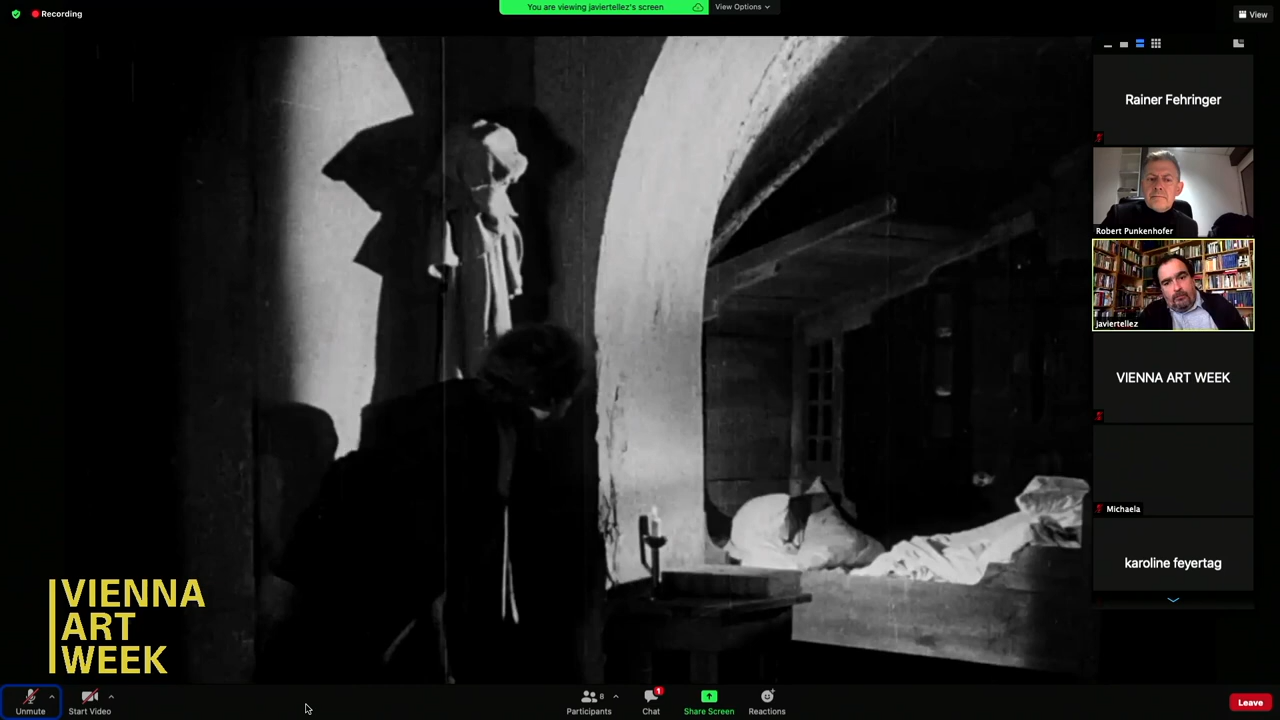 Recording
You are viewing javiertellez's screen
View Options
View
Rainer Fehringer
Robert Punkenhofer
Javiertellez
VIENNA ART WEEK
Michaela
karoline feyertag
VIENNA
ART
WEEK
Unmute
Start Video
Participants
8
Chat
1
Share Screen
Reactions
Leave